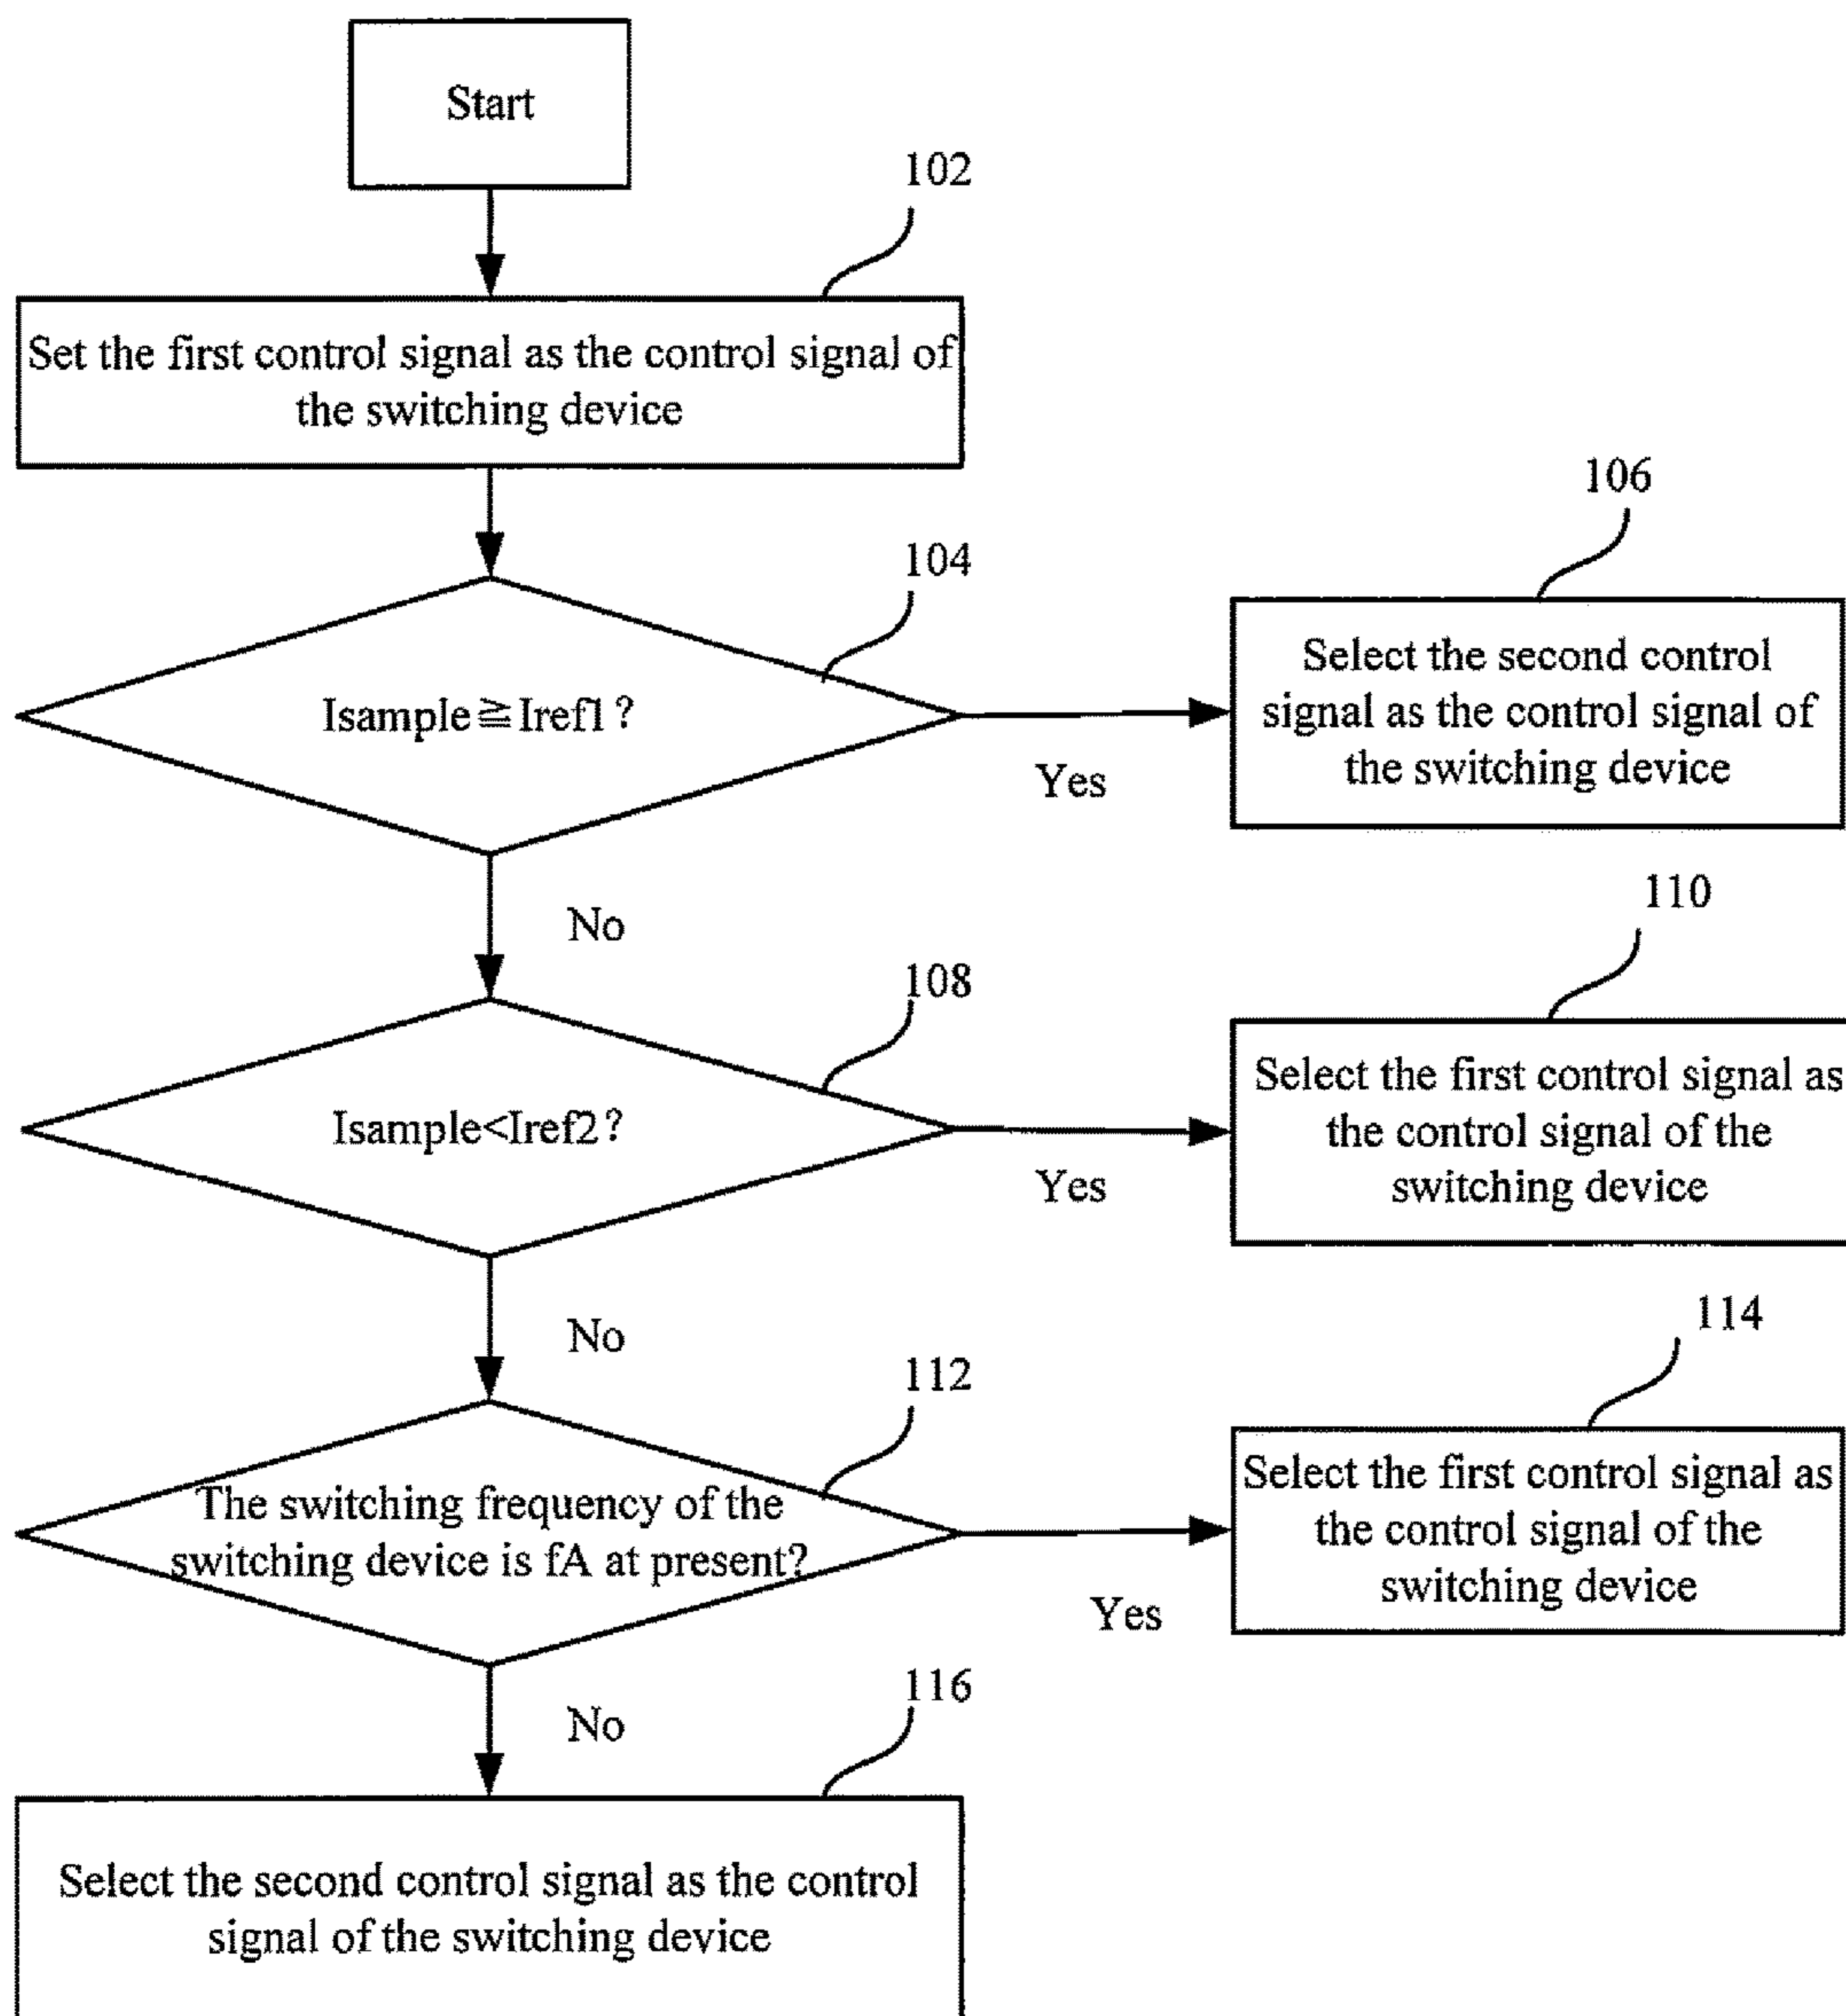 Start
102
Set the first control signal as the control signal of
the switching device
104
Isample≧Iref1?
Yes
106
Select the second control
signal as the control signal of
the switching device
No
108
Isample<Iref2?
Yes
110
Select the first control signal as
the control signal of the
switching device
No
112
The switching frequency of the
switching device is fA at present?
Yes
114
Select the first control signal as
the control signal of the
switching device
No
116
Select the second control signal as the control
signal of the switching device